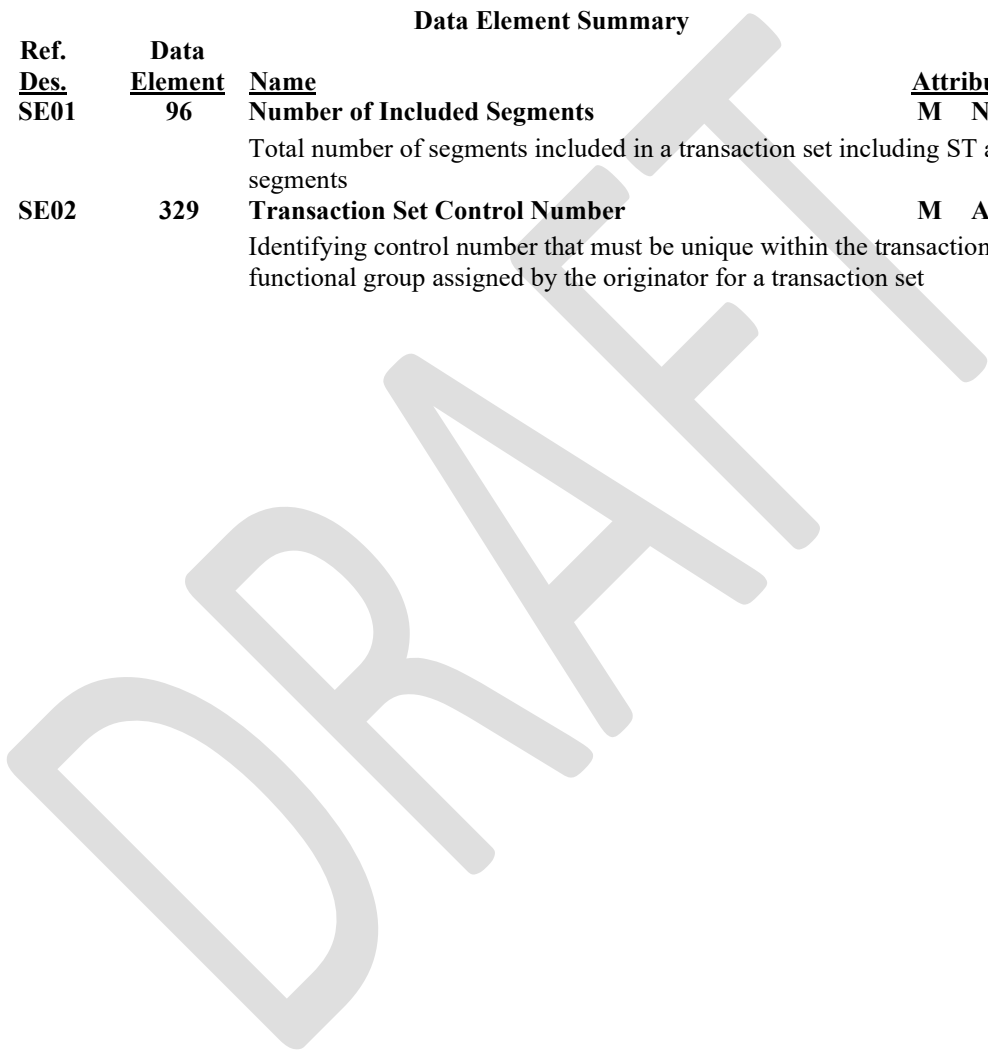 Data Element Summary
Ref. Data
Des. Element Name Attribu
SE01 96 Number of Included Segments M N
Total number of segments included in a transaction set including ST a
segments
SE02 329 Transaction Set Control Number M A
Identifying control number that must be unique within the transaction
functional group assigned by the originator for a transaction set
DRAFT